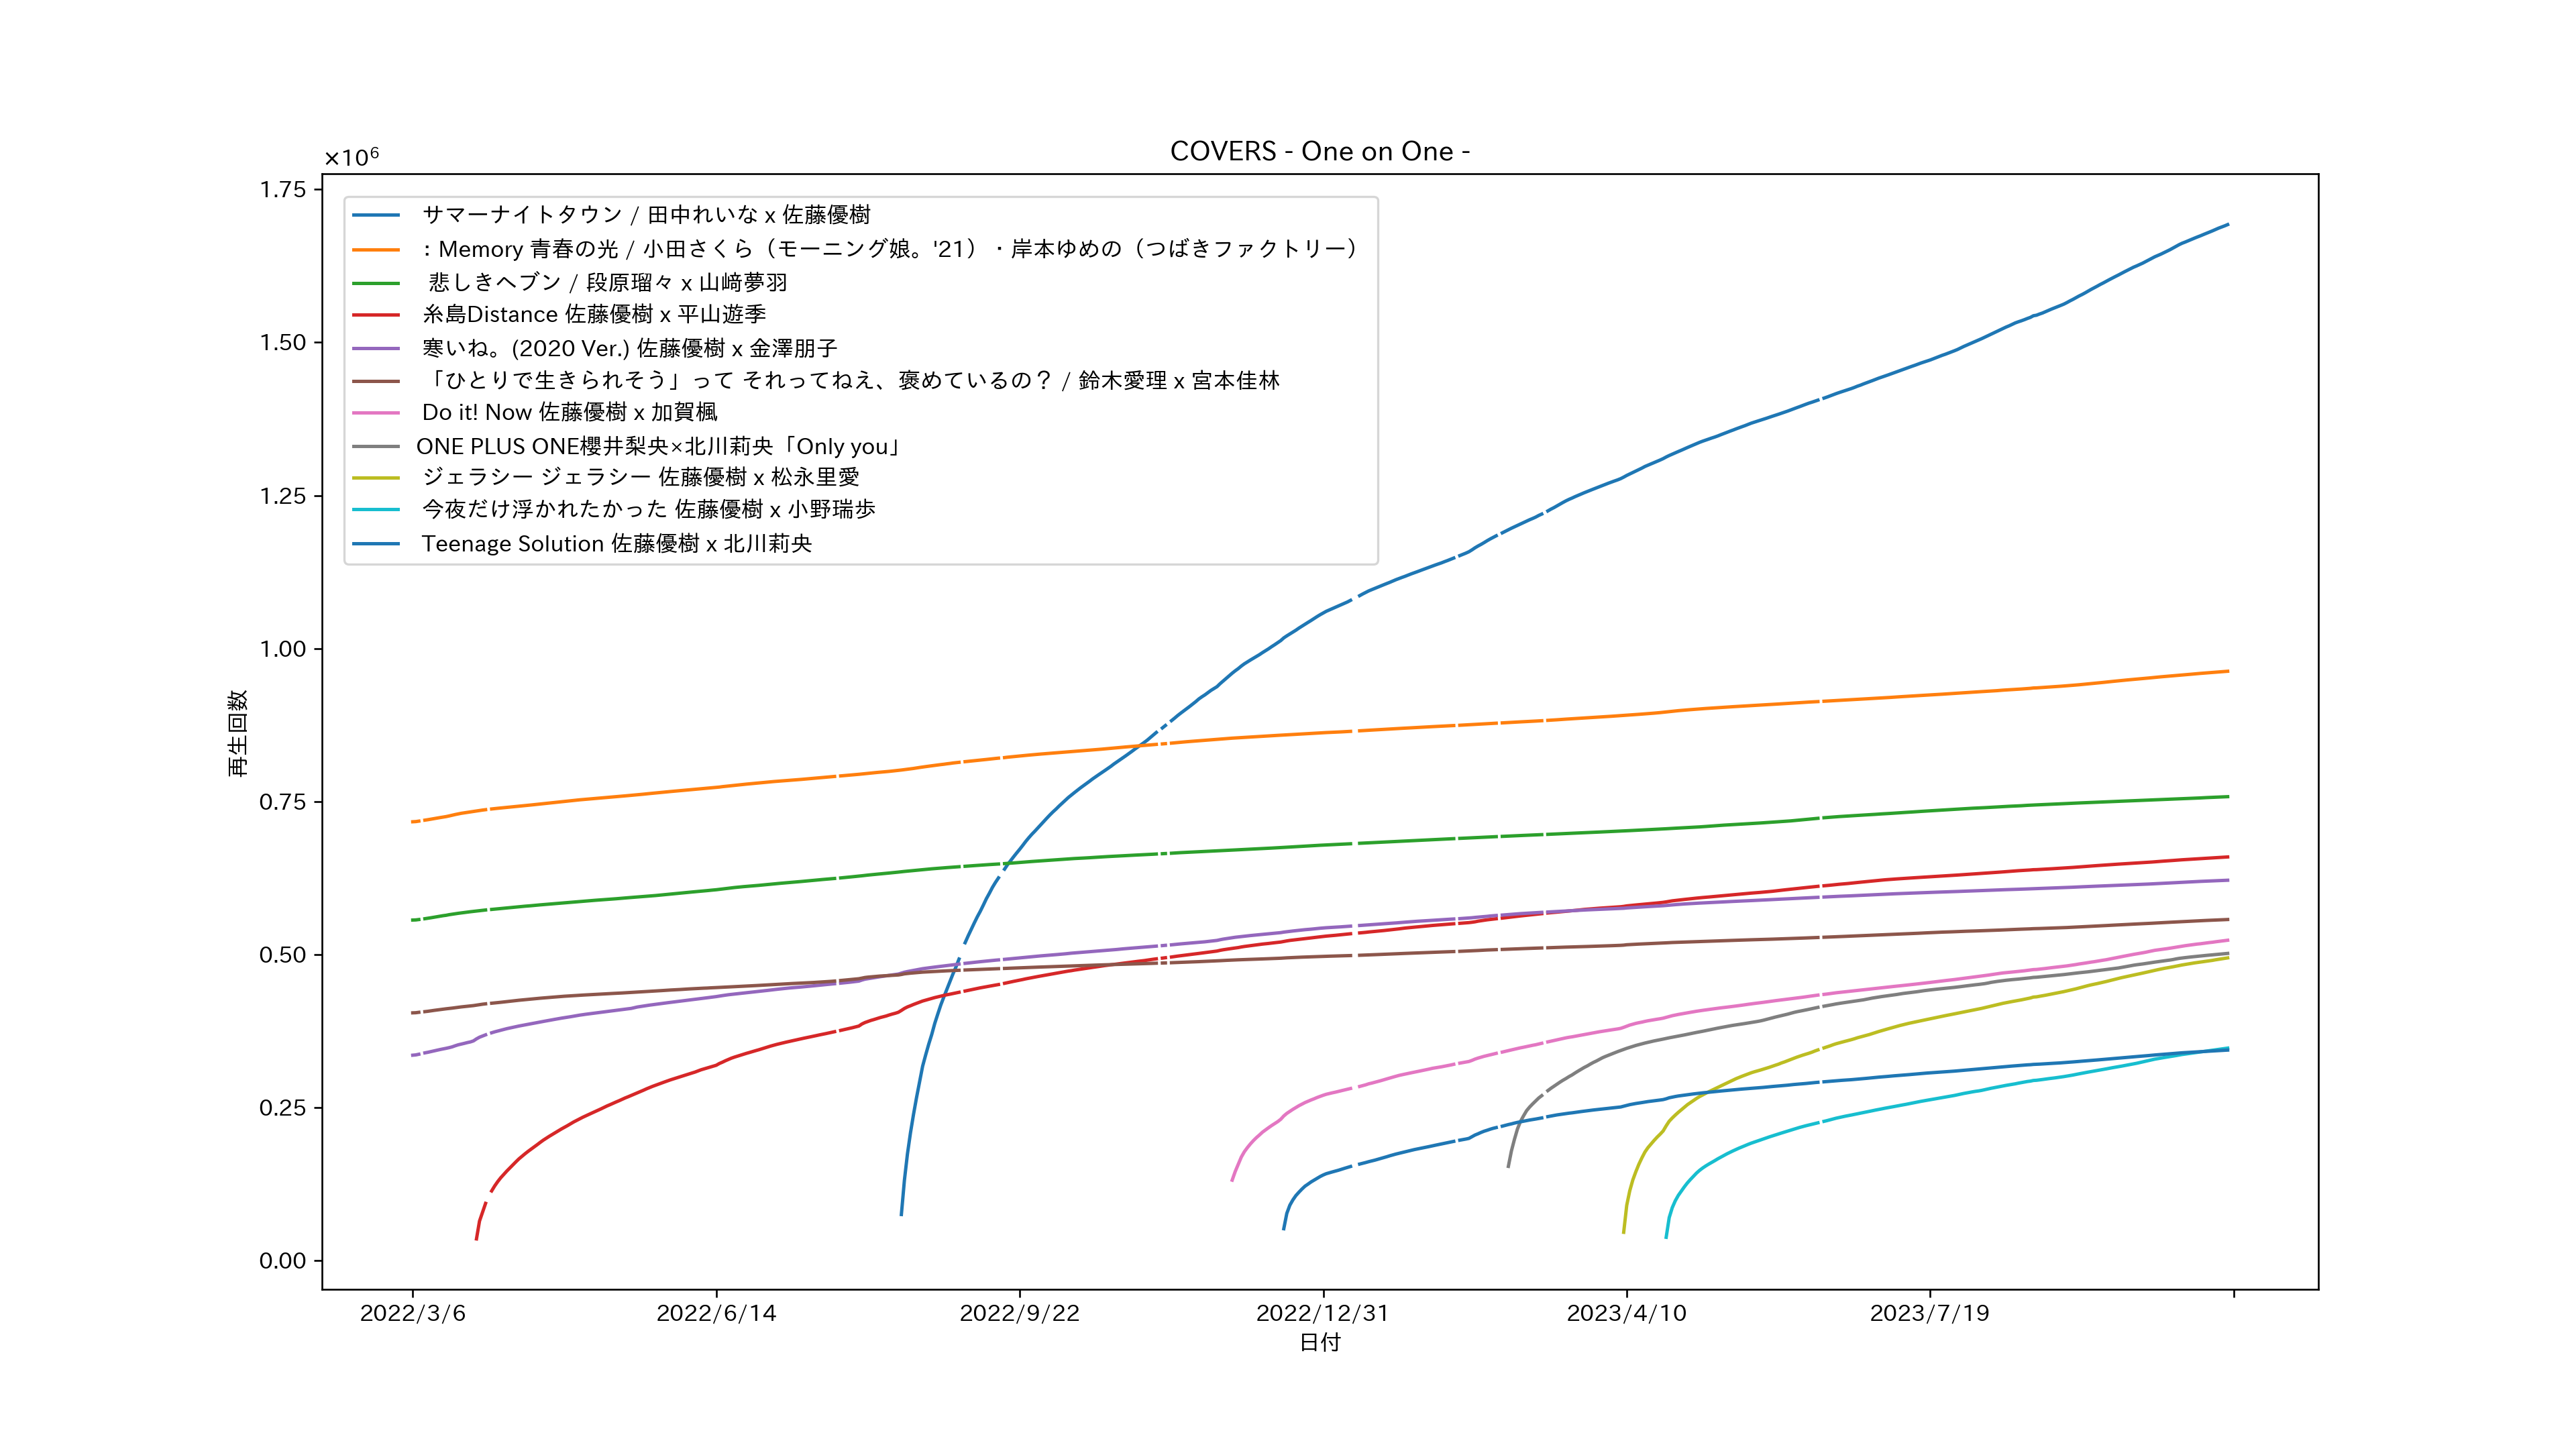 COVERS - One on One -
×10⁶
1.75
1.50
1.25
1.00
0.75
0.50
0.25
0.00
再生回数
サマーナイトタウン / 田中れいな x 佐藤優樹
: Memory 青春の光 / 小田さくら（モーニング娘。'21）・岸本ゆめの（つばきファクトリー）
悲しきヘブン / 段原瑠々 x 山﨑夢羽
糸島Distance 佐藤優樹 x 平山遊季
寒いね。(2020 Ver.) 佐藤優樹 x 金澤朋子
「ひとりで生きられそう」って それってねえ、褒めているの？ / 鈴木愛理 x 宮本佳林
Do it! Now 佐藤優樹 x 加賀楓
ONE PLUS ONE櫻井梨央×北川莉央「Only you」
ジェラシー ジェラシー 佐藤優樹 x 松永里愛
今夜だけ浮かれたかった 佐藤優樹 x 小野瑞歩
Teenage Solution 佐藤優樹 x 北川莉央
2022/3/6 2022/6/14 2022/9/22 2022/12/31 2023/4/10 2023/7/19
日付